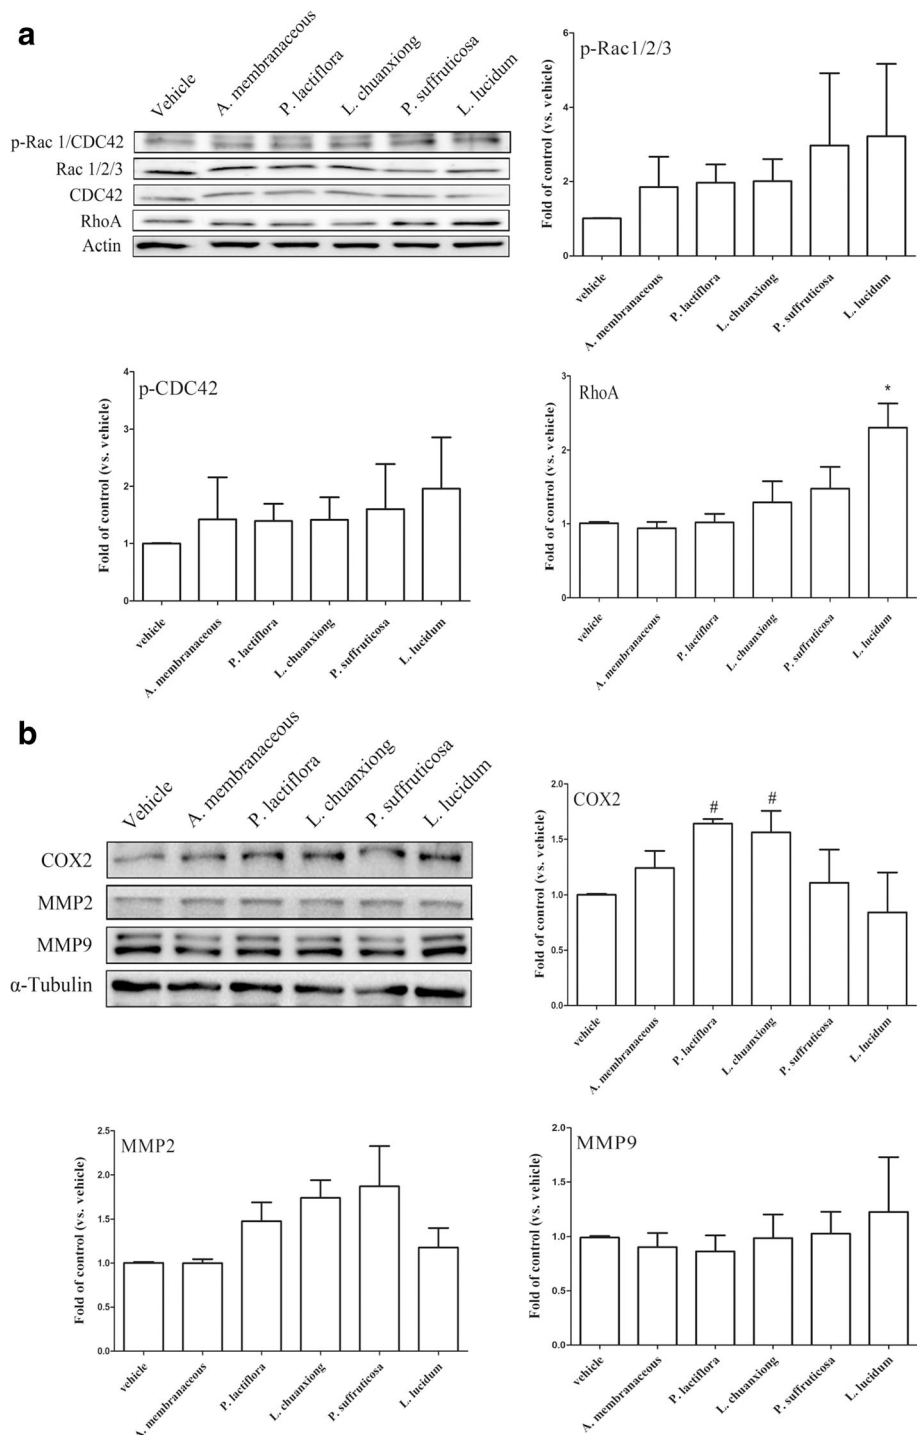 a
Vehicle
A. membranaceous
P. lactiflora
L. chuanxiong
P. suffruticosa
L. lucidum
p-Rac 1/CDC42
Rac 1/2/3
CDC42
RhoA
Actin
p-Rac1/2/3
Fold of control (vs. vehicle)
6
4
2
0
vehicle
A. membranaceous
P. lactiflora
L. chuanxiong
P. suffruticosa
L. lucidum
p-CDC42
Fold of control (vs. vehicle)
4
3
2
1
0
vehicle
A. membranaceous
P. lactiflora
L. chuanxiong
P. suffruticosa
L. lucidum
RhoA
*
Fold of control (vs. vehicle)
3
2
1
0
vehicle
A. membranaceous
P. lactiflora
L. chuanxiong
P. suffruticosa
L. lucidum
b
Vehicle
A. membranaceous
P. lactiflora
L. chuanxiong
P. suffruticosa
L. lucidum
COX2
MMP2
MMP9
α-Tubulin
COX2
# #
Fold of control (vs. vehicle)
2.0
1.5
1.0
0.5
0.0
vehicle
A. membranaceous
P. lactiflora
L. chuanxiong
P. suffruticosa
L. lucidum
MMP2
Fold of control (vs. vehicle)
2.5
2.0
1.5
1.0
0.5
0.0
vehicle
A. membranaceous
P. lactiflora
L. chuanxiong
P. suffruticosa
L. lucidum
MMP9
Fold of control (vs. vehicle)
2.0
1.5
1.0
0.5
0.0
vehicle
A. membranaceous
P. lactiflora
L. chuanxiong
P. suffruticosa
L. lucidum